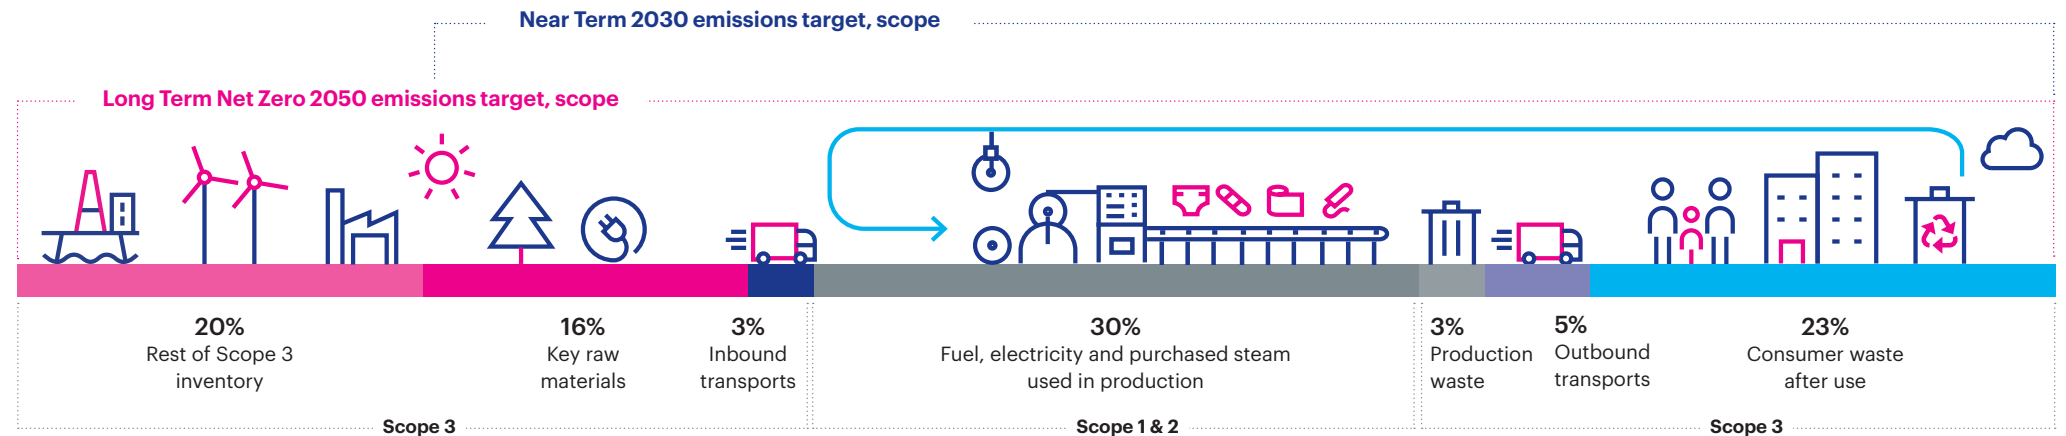 Near Term 2030 emissions target, scope
Long Term Net Zero 2050 emissions target, scope
20%
Rest of Scope 3
inventory
16%
Key raw
materials
3%
Inbound
transports
30%
Fuel, electricity and purchased steam
used in production
3%
Production
waste
5%
Outbound
transports
23%
Consumer waste
after use
Scope 3
Scope 1 & 2
Scope 3